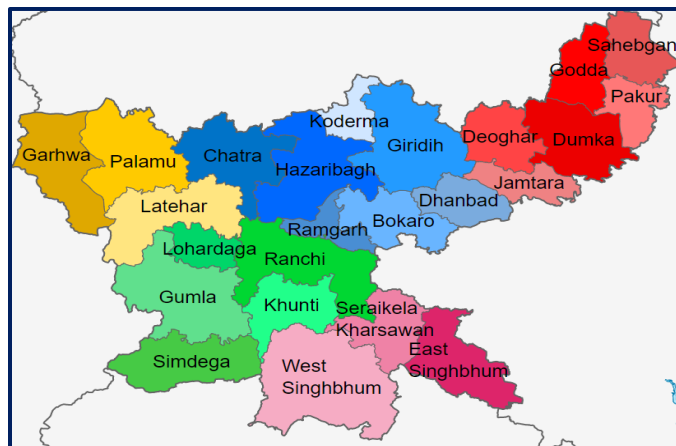 Sahebganj
Godda
Pakur
Koderma
Deoghar
Dumka
Garhwa
Palamu
Chatra
Giridih
Hazaribagh
Jamtara
Latehar
Dhanbad
Ramgarh
Bokaro
Lohardaga
Ranchi
Gumla
Khunti
Seraikela
Kharsawan
East
Singhbhum
Simdega
West
Singhbhum